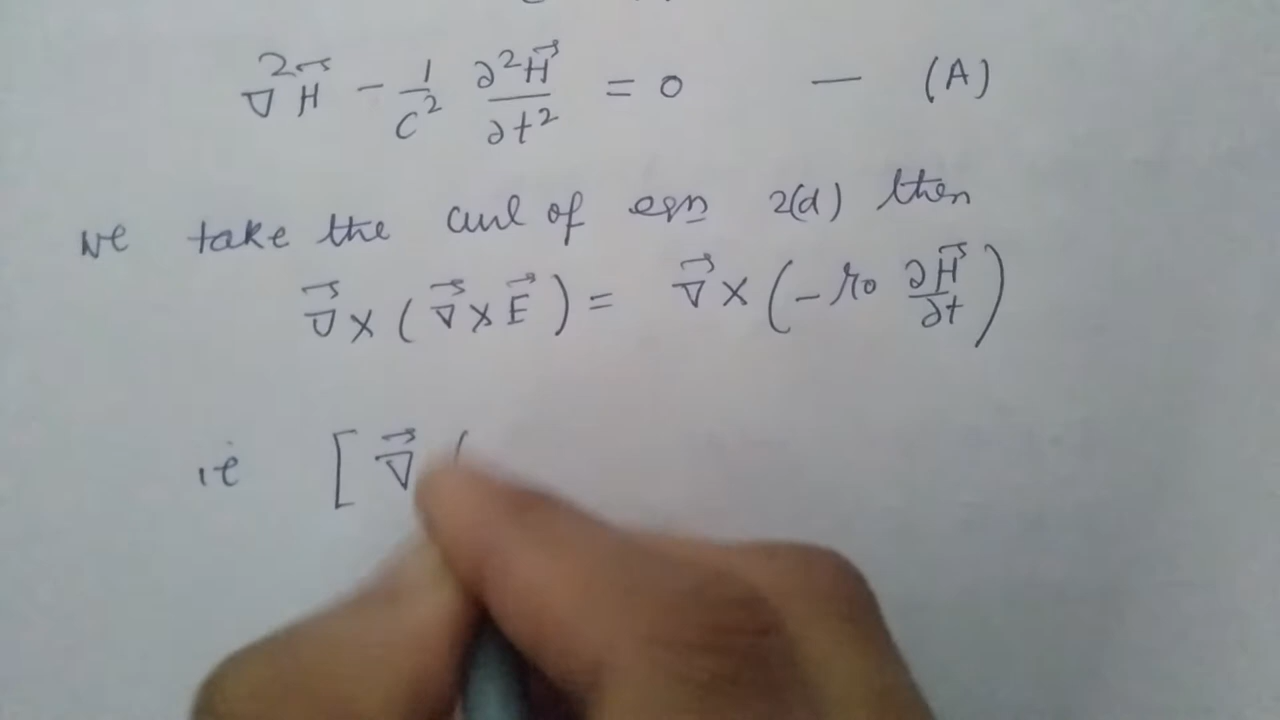 ∇²H⃗ - 1/c² ∂²H⃗/∂t² = 0 — (A)
we take the curl of eqn 2(d) then
∇⃗ × (∇⃗ × E⃗) = ∇⃗ × (-μ₀ ∂H⃗/∂t)
ie [∇⃗ (